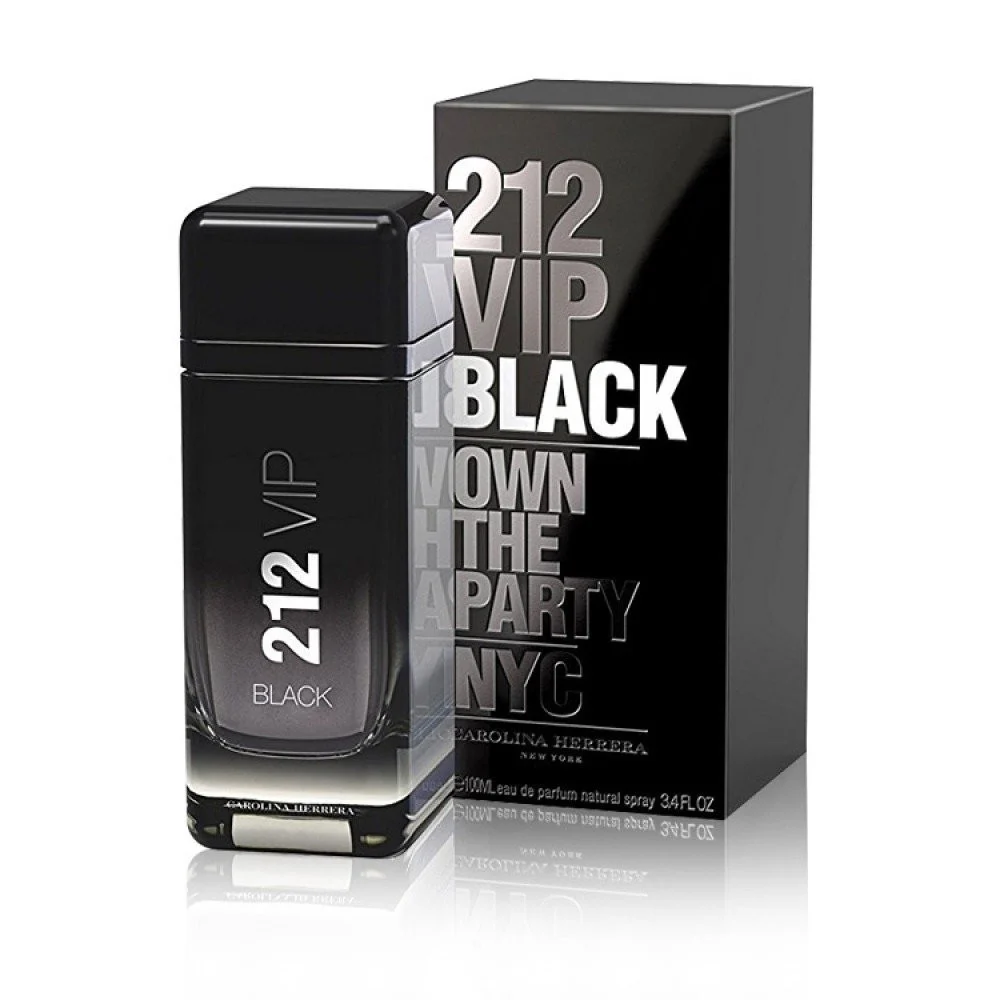 212 VIP
BLACK
CAROLINA HERRERA
212
VIP
BLACK
OWN
THE
PARTY
NYC
CAROLINA HERRERA
NEW YORK
100ML eau de parfum natural spray 3.4 FL OZ